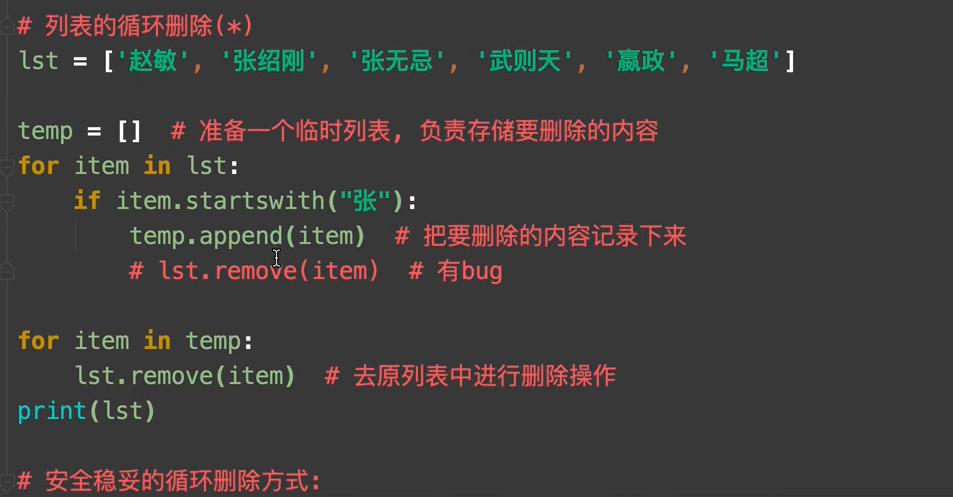 # 列表的循环删除(*)
lst = ['赵敏', '张绍刚', '张无忌', '武则天', '嬴政', '马超']
temp = []  # 准备一个临时列表, 负责存储要删除的内容
for item in lst:
    if item.startswith("张"):
        temp.append(item)  # 把要删除的内容记录下来
        # lst.remove(item)  # 有bug
for item in temp:
    lst.remove(item)  # 去原列表中进行删除操作
print(lst)
# 安全稳妥的循环删除方式: